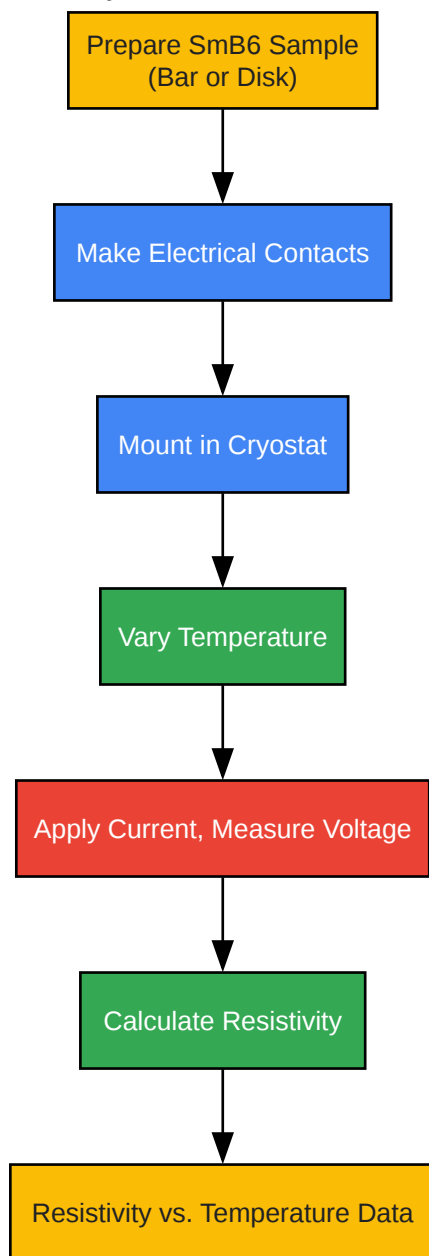 Prepare SmB6 Sample
(Bar or Disk)
Make Electrical Contacts
Mount in Cryostat
Vary Temperature
Apply Current, Measure Voltage
Calculate Resistivity
Resistivity vs. Temperature Data